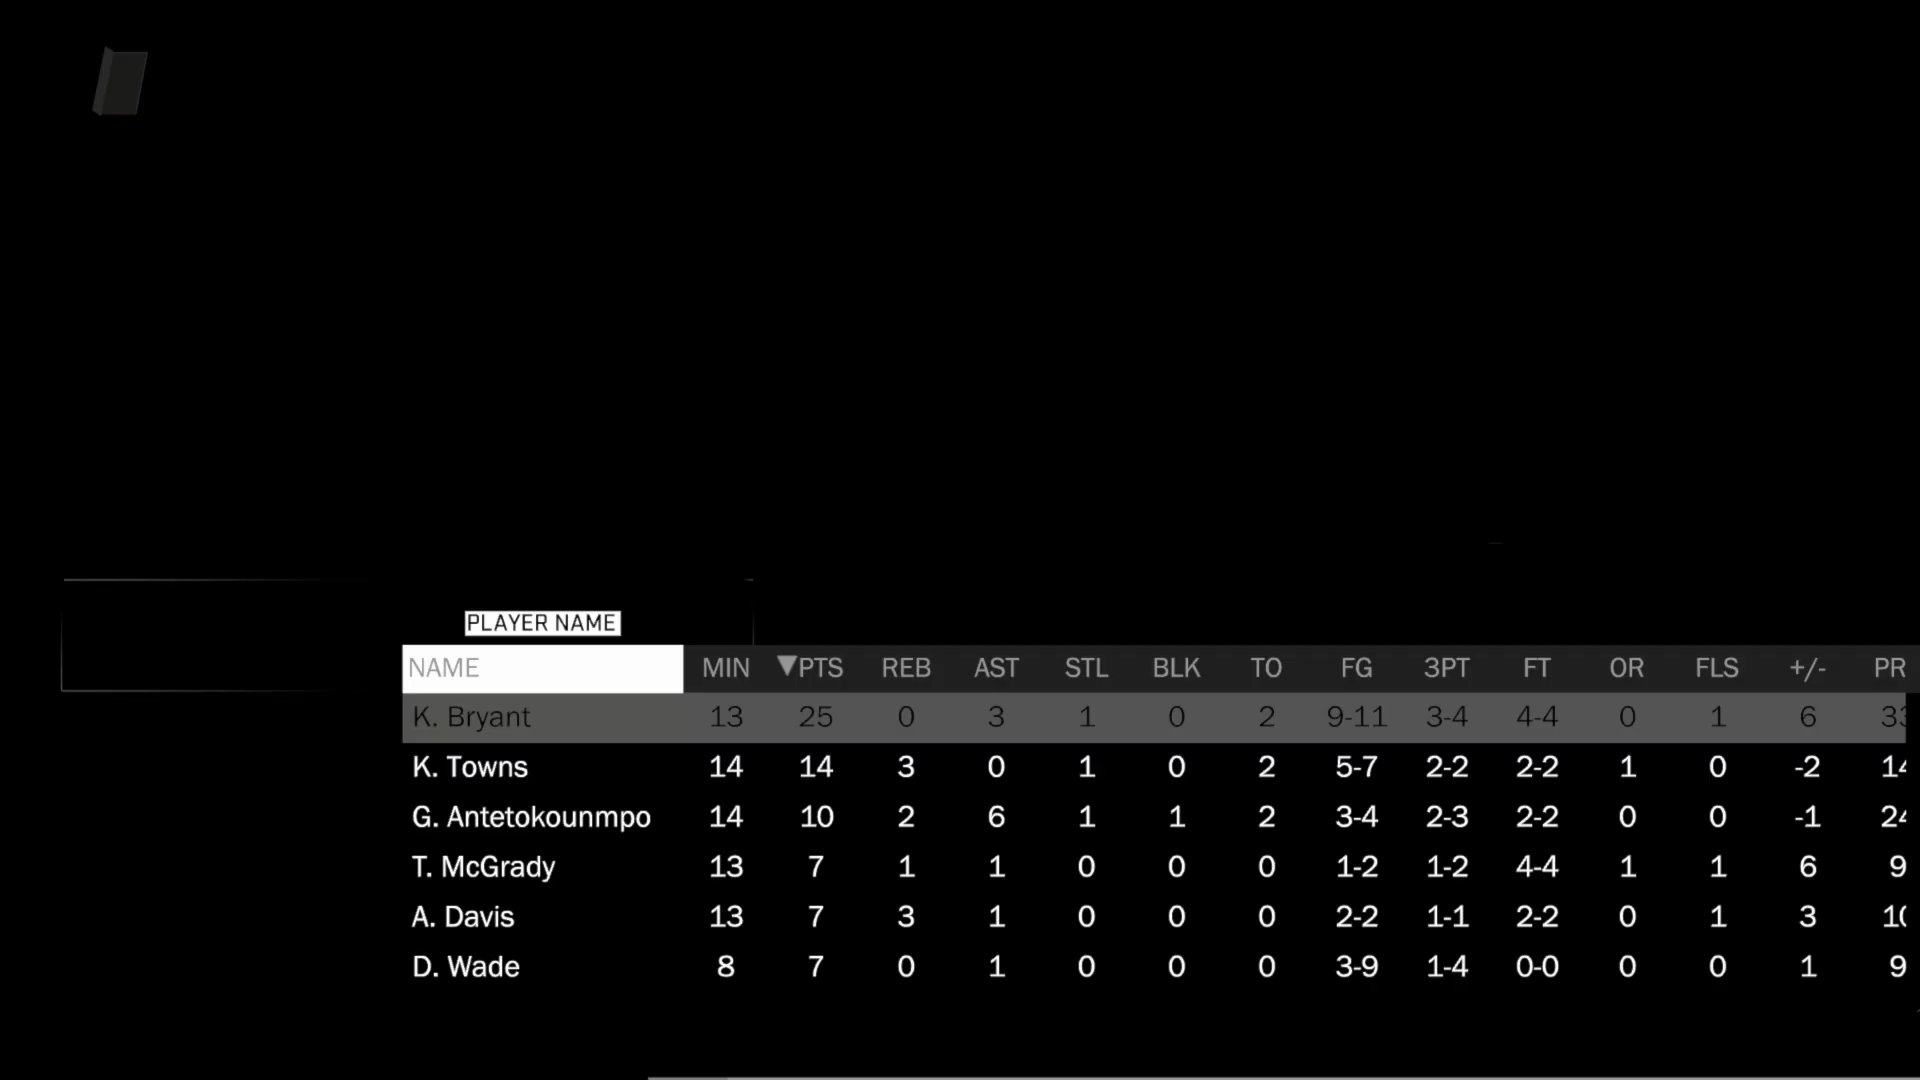 PLAYER NAME
NAME MIN ▼PTS REB AST STL BLK TO FG 3PT FT OR FLS +/- PR
K. Bryant 13 25 0 3 1 0 2 9-11 3-4 4-4 0 1 6 33
K. Towns 14 14 3 0 1 0 2 5-7 2-2 2-2 1 0 -2 14
G. Antetokounmpo 14 10 2 6 1 1 2 3-4 2-3 2-2 0 0 -1 24
T. McGrady 13 7 1 1 0 0 0 1-2 1-2 4-4 1 1 6 9
A. Davis 13 7 3 1 0 0 0 2-2 1-1 2-2 0 1 3 10
D. Wade 8 7 0 1 0 0 0 3-9 1-4 0-0 0 0 1 9